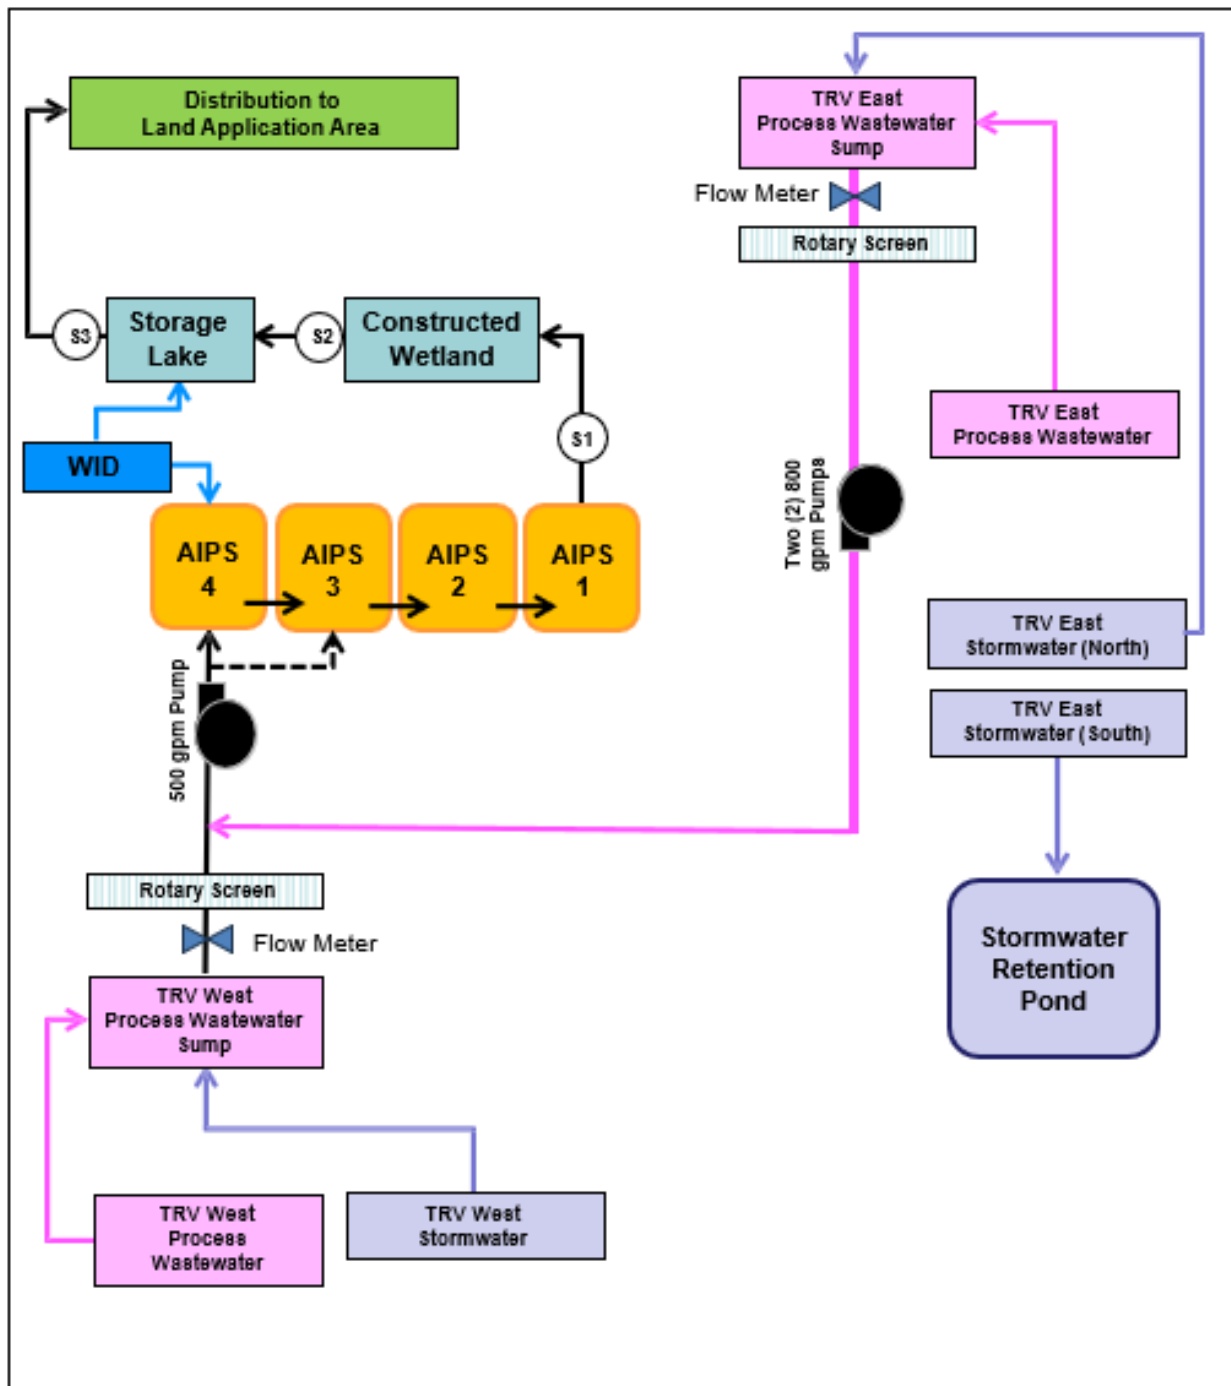 Distribution to
Land Application Area
TRV East
Process Wastewater
Sump
Flow Meter
Rotary Screen
S3
Storage
Lake
S2
Constructed
Wetland
S1
TRV East
Process Wastewater
WID
Two (2) 800
gpm Pumps
AIPS
4
AIPS
3
AIPS
2
AIPS
1
500 gpm Pump
TRV East
Stormwater (North)
TRV East
Stormwater (South)
Rotary Screen
Flow Meter
TRV West
Process Wastewater
Sump
Stormwater
Retention
Pond
TRV West
Process
Wastewater
TRV West
Stormwater